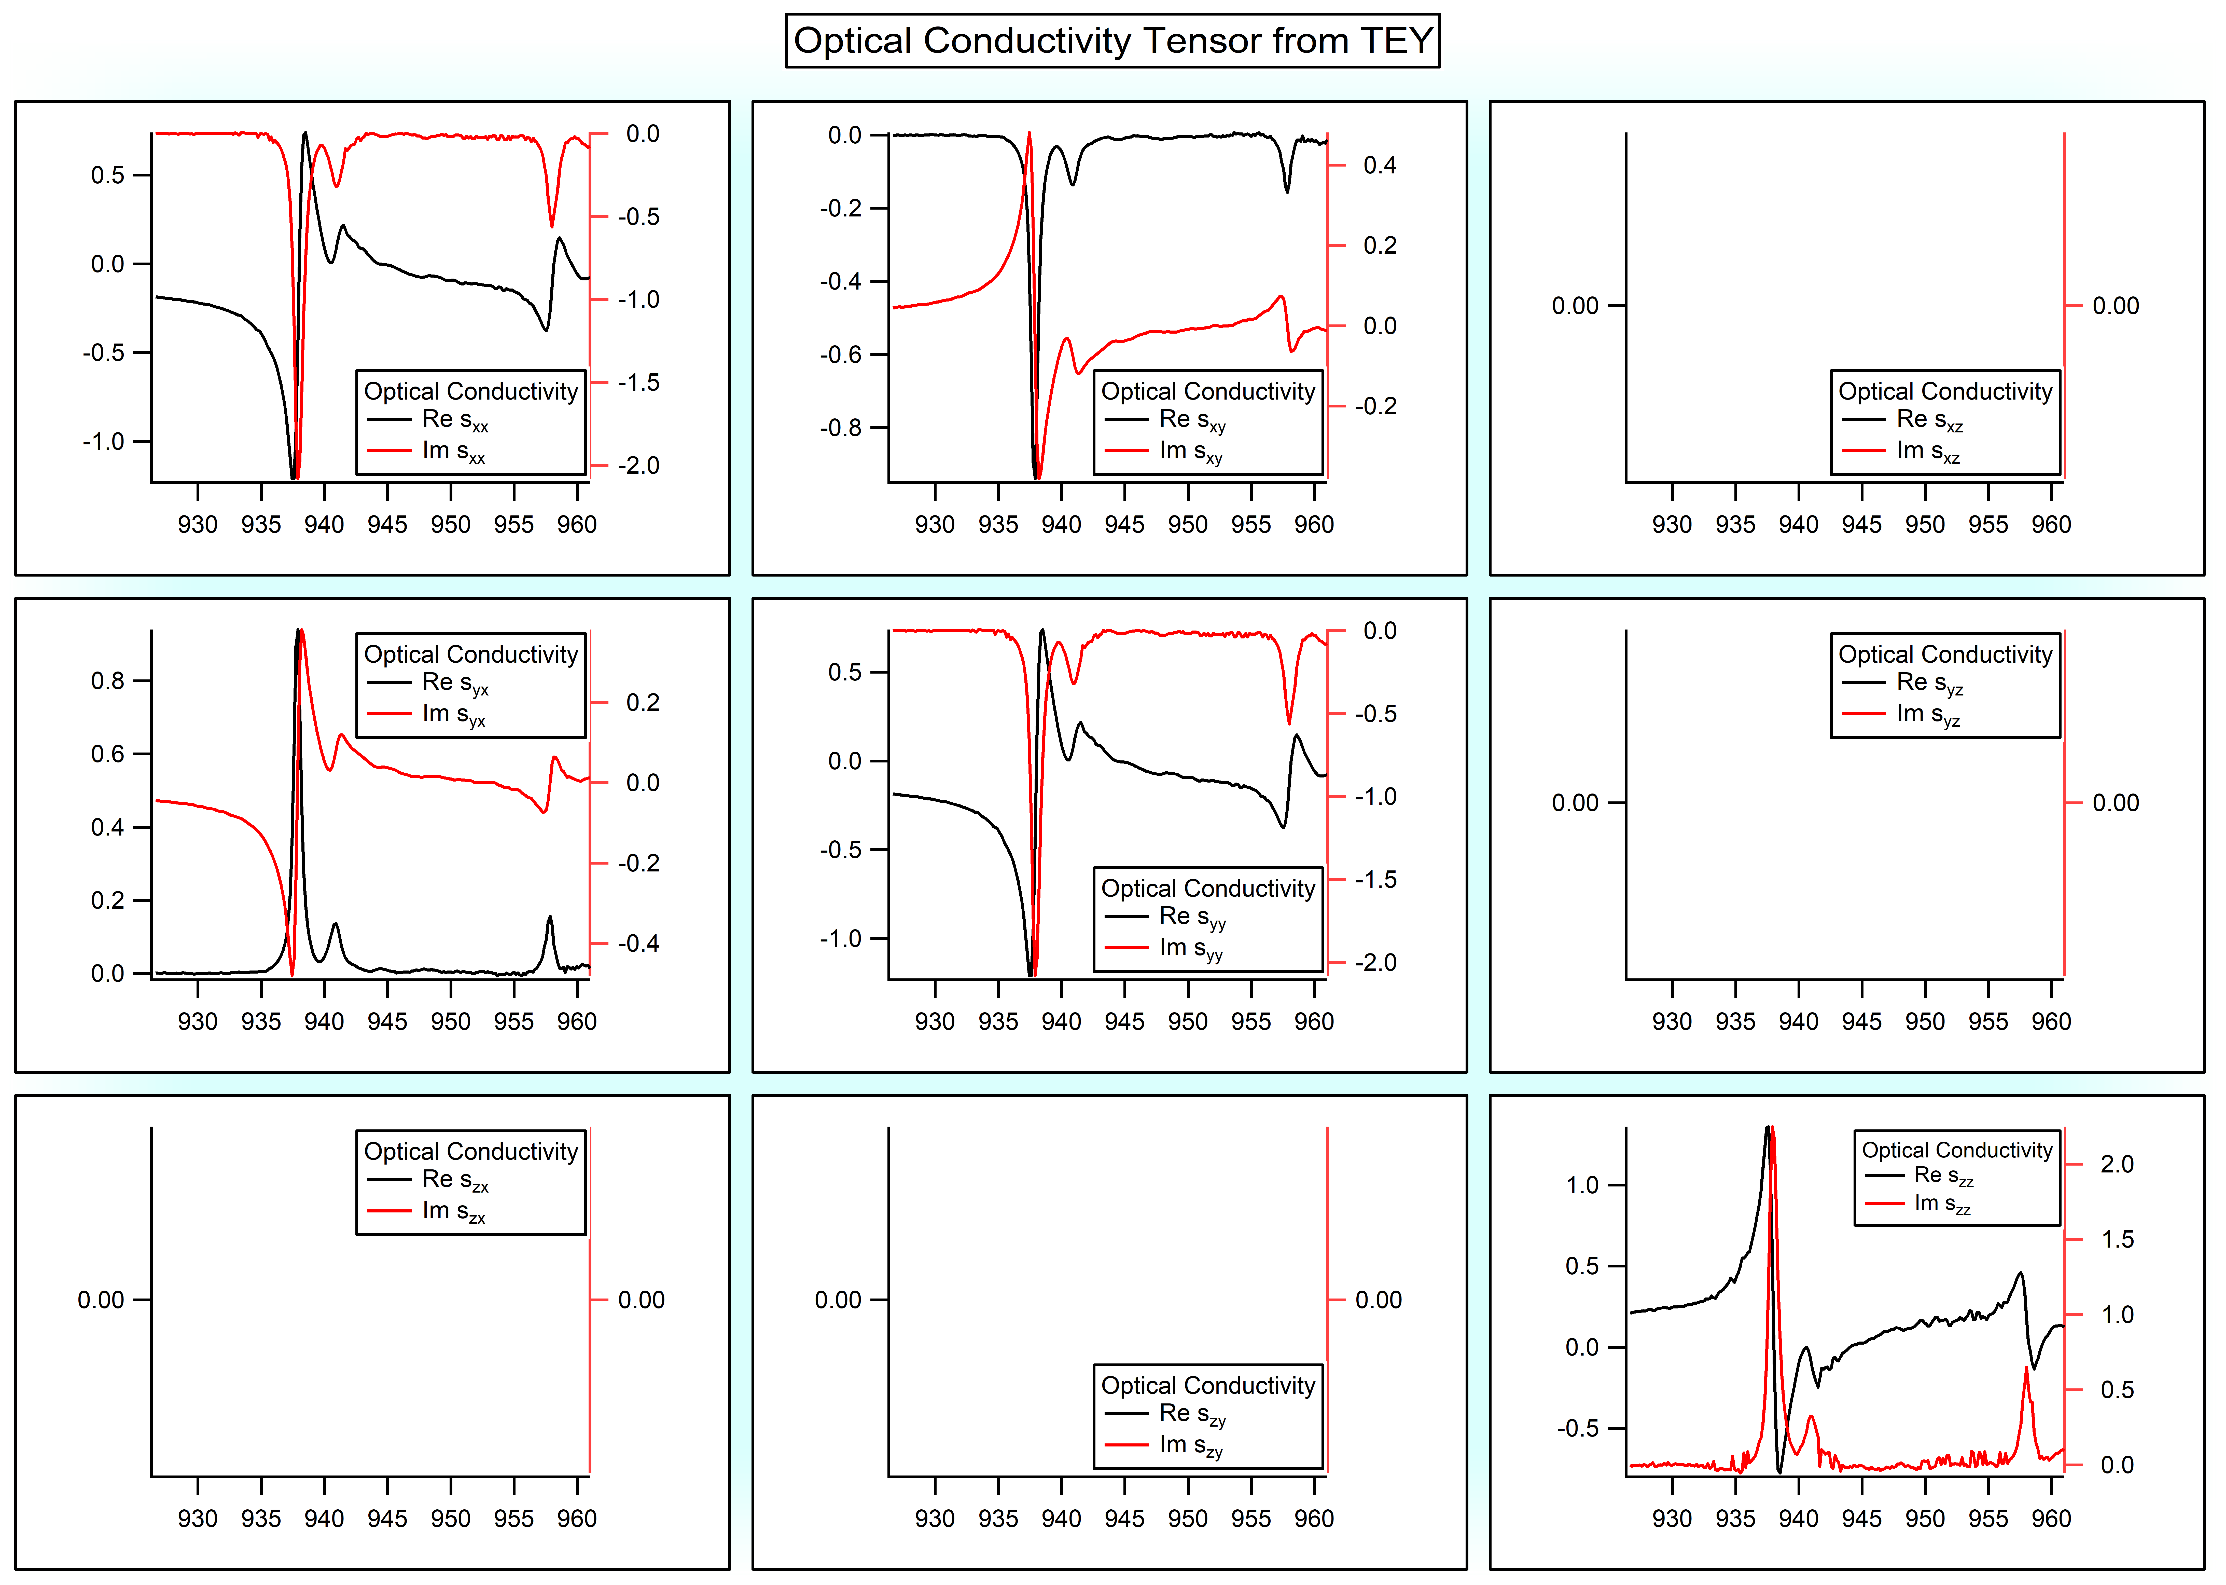 Optical Conductivity Tensor from TEY
0.5
0.0
-0.5
-1.0
0.0
-0.5
-1.0
-1.5
-2.0
Optical Conductivity
Re sxx
Im sxx
930 935 940 945 950 955 960
0.0
-0.2
-0.4
-0.6
-0.8
0.4
0.2
0.0
-0.2
Optical Conductivity
Re sxy
Im sxy
930 935 940 945 950 955 960
0.00
0.00
Optical Conductivity
Re sxz
Im sxz
930 935 940 945 950 955 960
0.8
0.6
0.4
0.2
0.0
0.2
0.0
-0.2
-0.4
Optical Conductivity
Re syx
Im syx
930 935 940 945 950 955 960
0.5
0.0
-0.5
-1.0
0.0
-0.5
-1.0
-1.5
-2.0
Optical Conductivity
Re syy
Im syy
930 935 940 945 950 955 960
0.00
0.00
Optical Conductivity
Re syz
Im syz
930 935 940 945 950 955 960
0.00
0.00
Optical Conductivity
Re szx
Im szx
930 935 940 945 950 955 960
0.00
0.00
Optical Conductivity
Re szy
Im szy
930 935 940 945 950 955 960
1.0
0.5
0.0
-0.5
2.0
1.5
1.0
0.5
0.0
Optical Conductivity
Re szz
Im szz
930 935 940 945 950 955 960